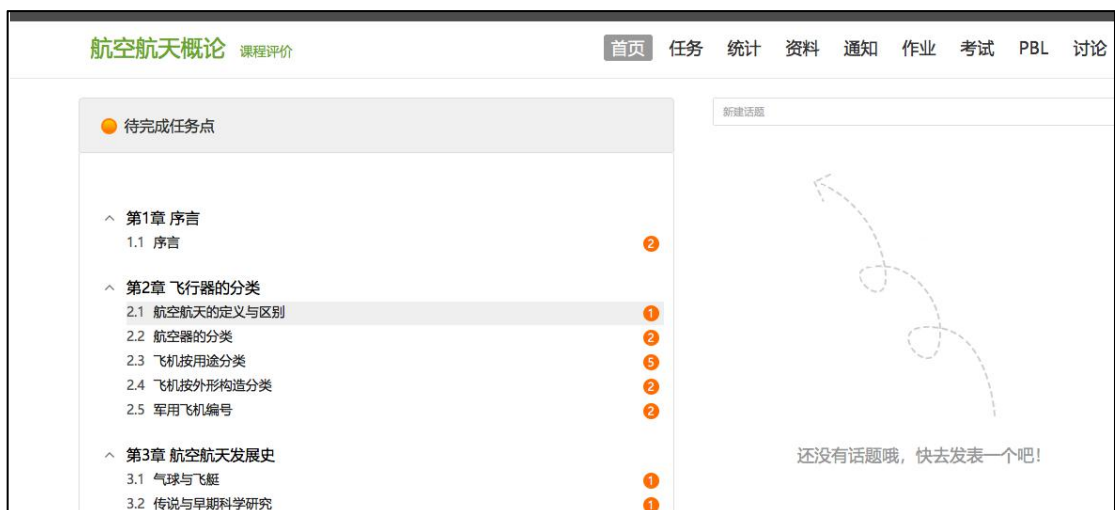 航空航天概论 课程评价
首页 任务 统计 资料 通知 作业 考试 PBL 讨论
待完成任务点
新建话题
第1章 序言
1.1 序言 2
第2章 飞行器的分类
2.1 航空航天的定义与区别 1
2.2 航空器的分类 2
2.3 飞机按用途分类 5
2.4 飞机按外形构造分类 2
2.5 军用飞机编号 2
第3章 航空航天发展史
还没有话题哦，快去发表一个吧！
3.1 气球与飞艇 1
3.2 传说与早期科学研究 1